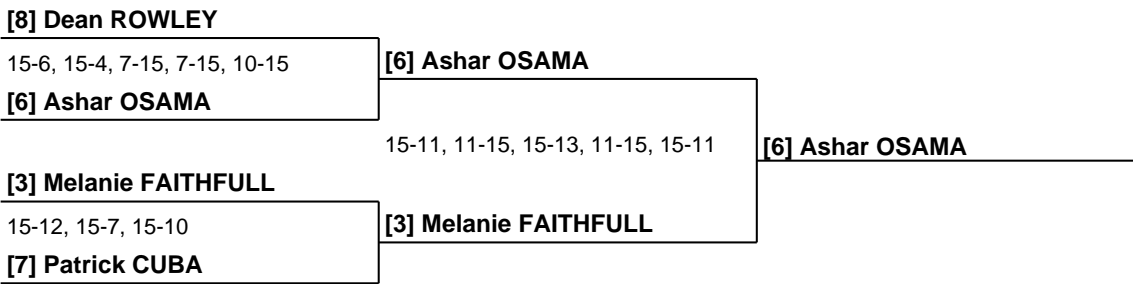 [8] Dean ROWLEY
15-6, 15-4, 7-15, 7-15, 10-15
[6] Ashar OSAMA
[6] Ashar OSAMA
15-11, 11-15, 15-13, 11-15, 15-11
[6] Ashar OSAMA
[3] Melanie FAITHFULL
15-12, 15-7, 15-10
[3] Melanie FAITHFULL
[7] Patrick CUBA